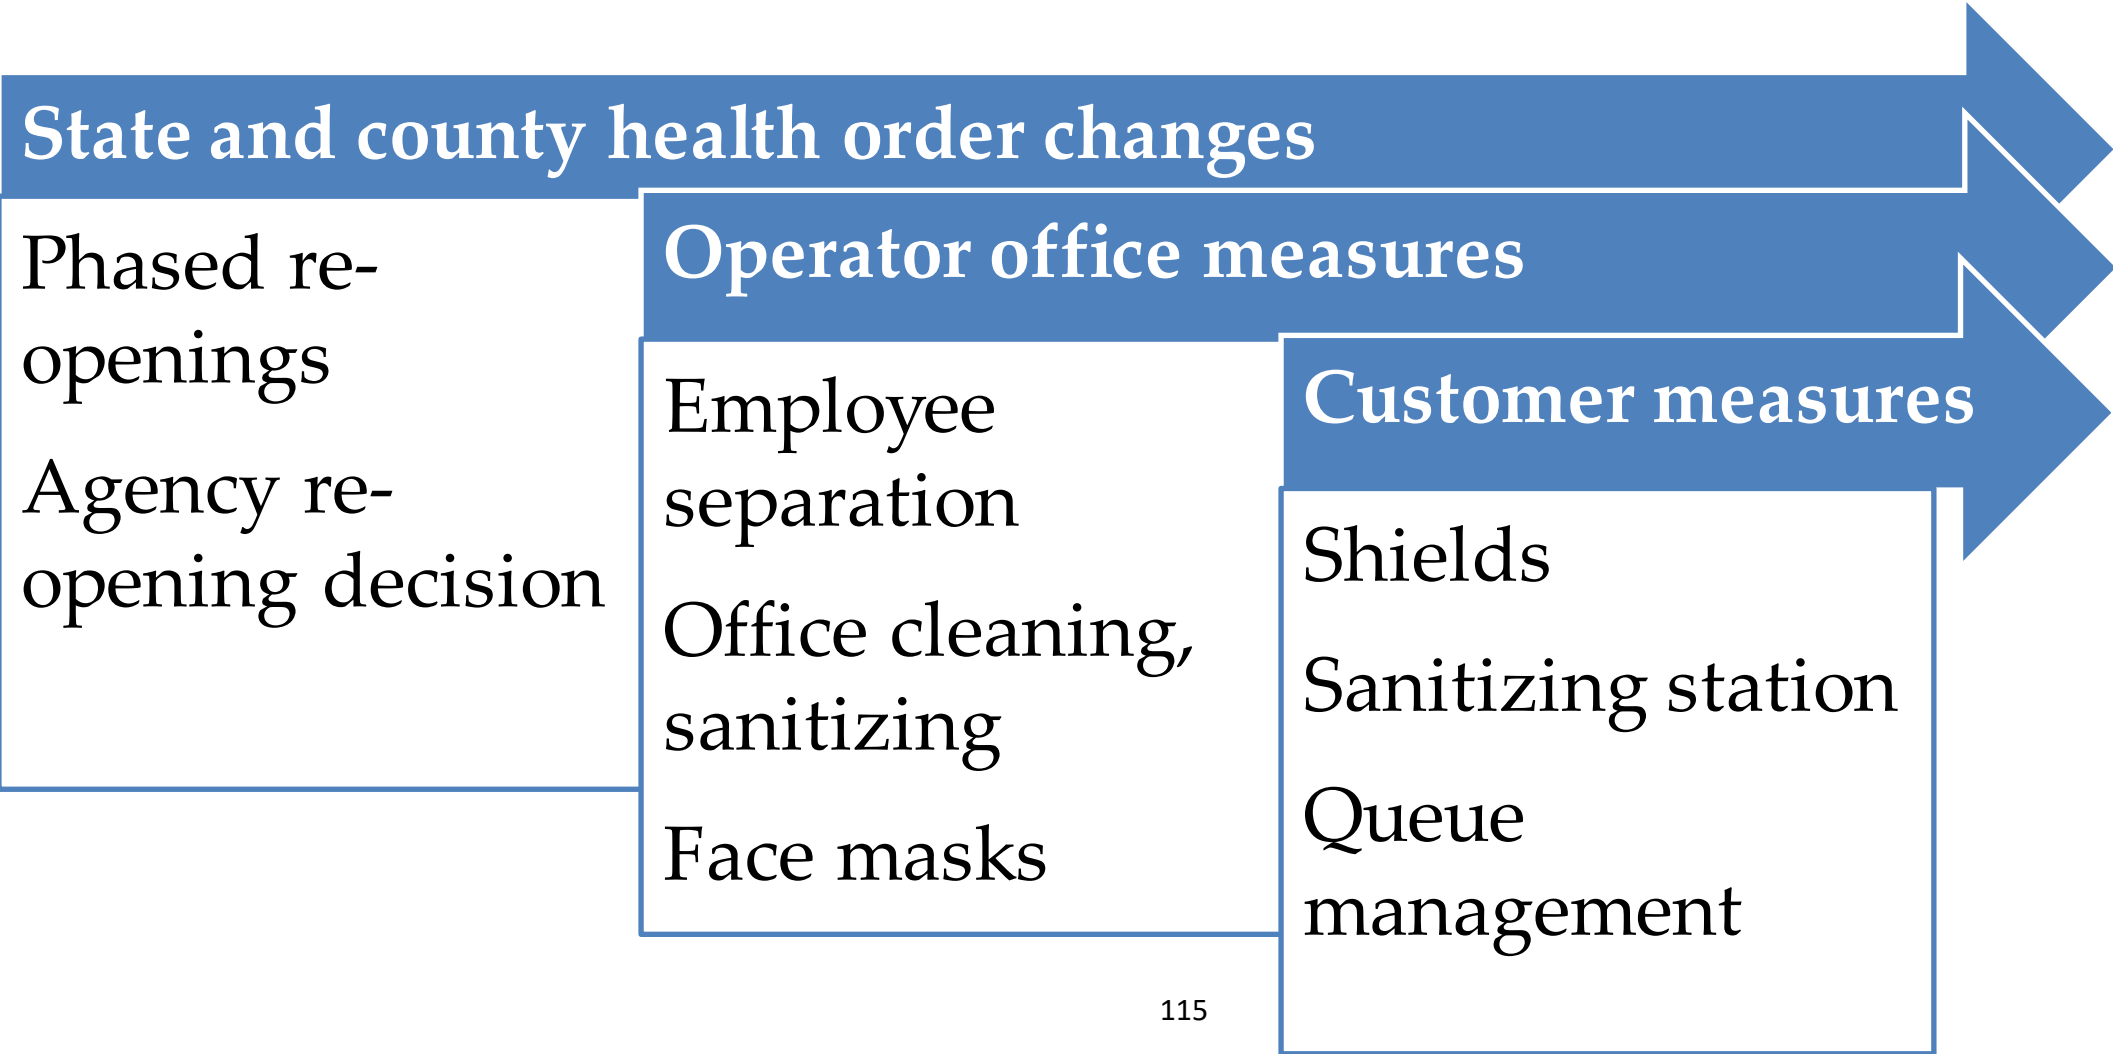 State and county health order changes
Phased re-
openings
Agency re-
opening decision
Operator office measures
Employee
separation
Office cleaning,
sanitizing
Face masks
Customer measures
Shields
Sanitizing station
Queue
management
115